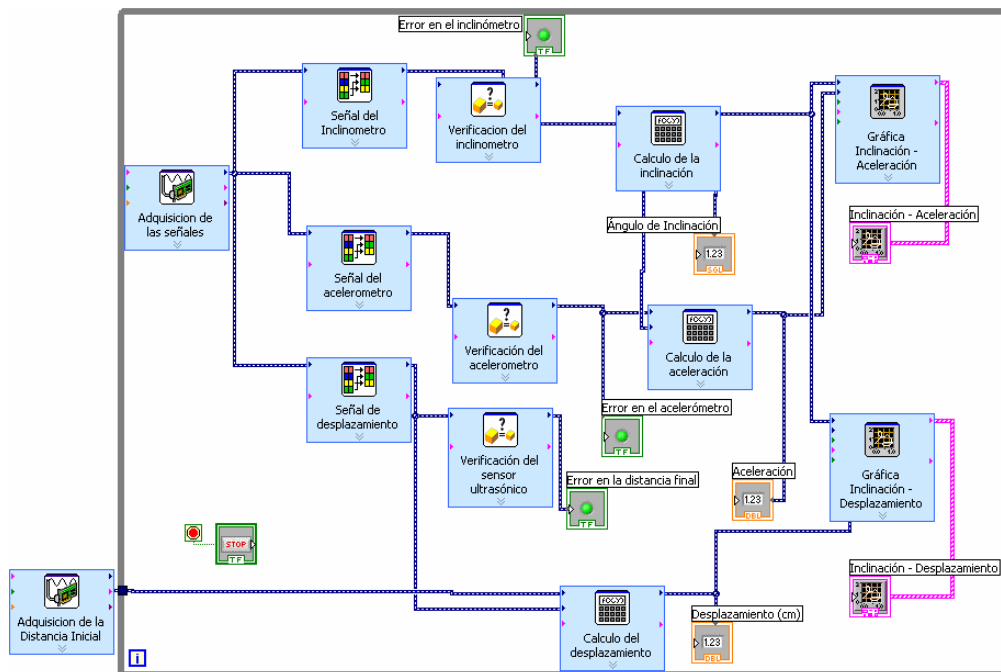 Error en el inclinómetro
TF
Señal del
Inclinometro
Verificacion del
inclinometro
Calculo de la
inclinación
Gráfica
Inclinación -
Aceleración
Adquisicion de
las señales
Ángulo de Inclinación
1.23
SGL
Inclinación - Aceleración
Señal del
acelerometro
Verificación del
acelerometro
Calculo de la
aceleración
Señal de
desplazamiento
Error en el acelerómetro
TF
Verificación del
sensor
ultrasónico
Gráfica
Inclinación -
Desplazamiento
Aceleración
1.23
DBL
Error en la distancia final
TF
STOP
TF
Adquisicion de la
Distancia Inicial
Inclinación - Desplazamiento
Calculo del
desplazamiento
Desplazamiento (cm)
1.23
DBL
i